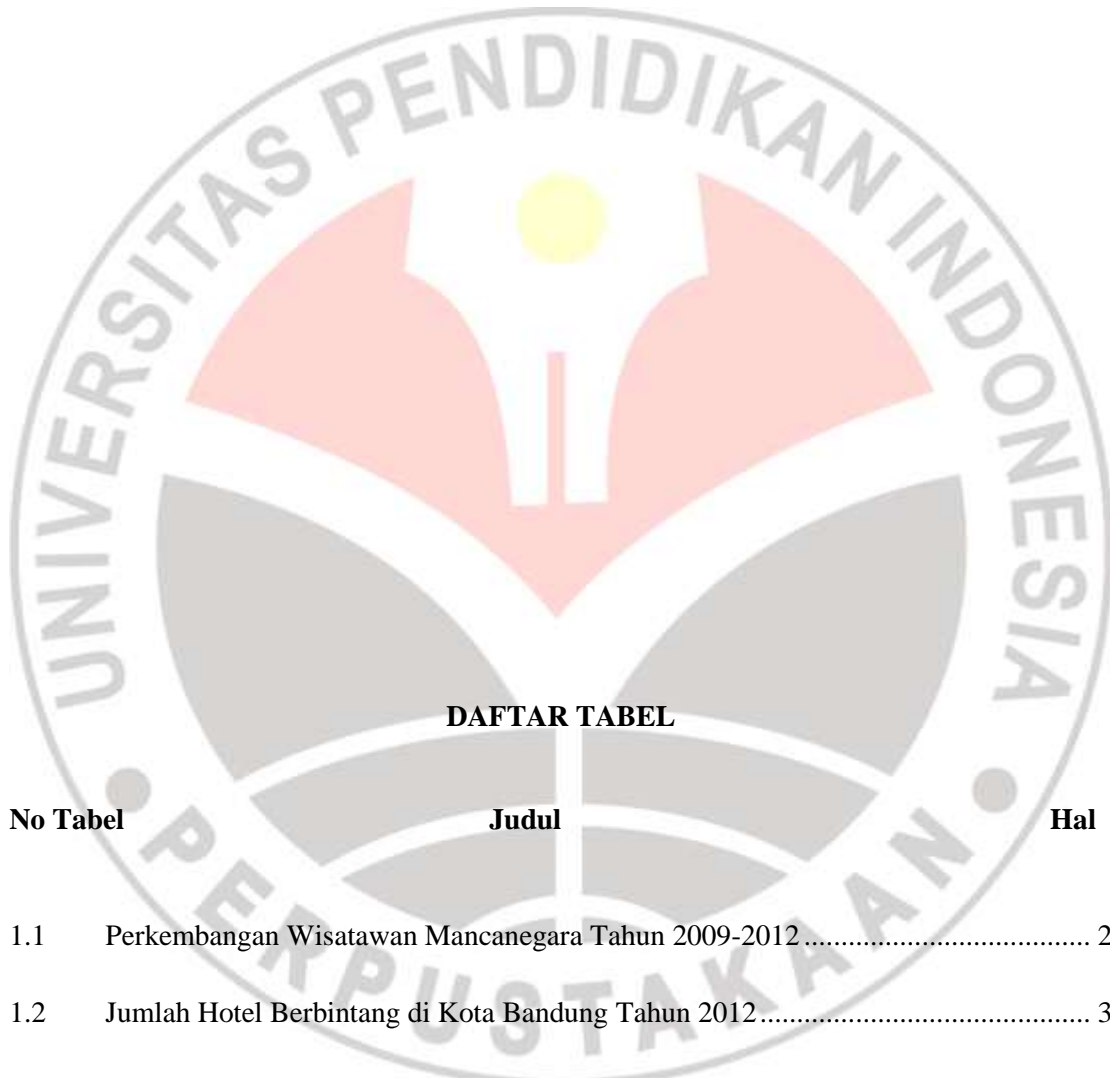 UNIVERSITAS PENDIDIKAN INDONESIA
DAFTAR TABEL
No Tabel Judul Hal
PERPUSTAKAAN
1.1 Perkembangan Wisatawan Mancanegara Tahun 2009-2012 ..................................... 2
1.2 Jumlah Hotel Berbintang di Kota Bandung Tahun 2012 .......................................... 3